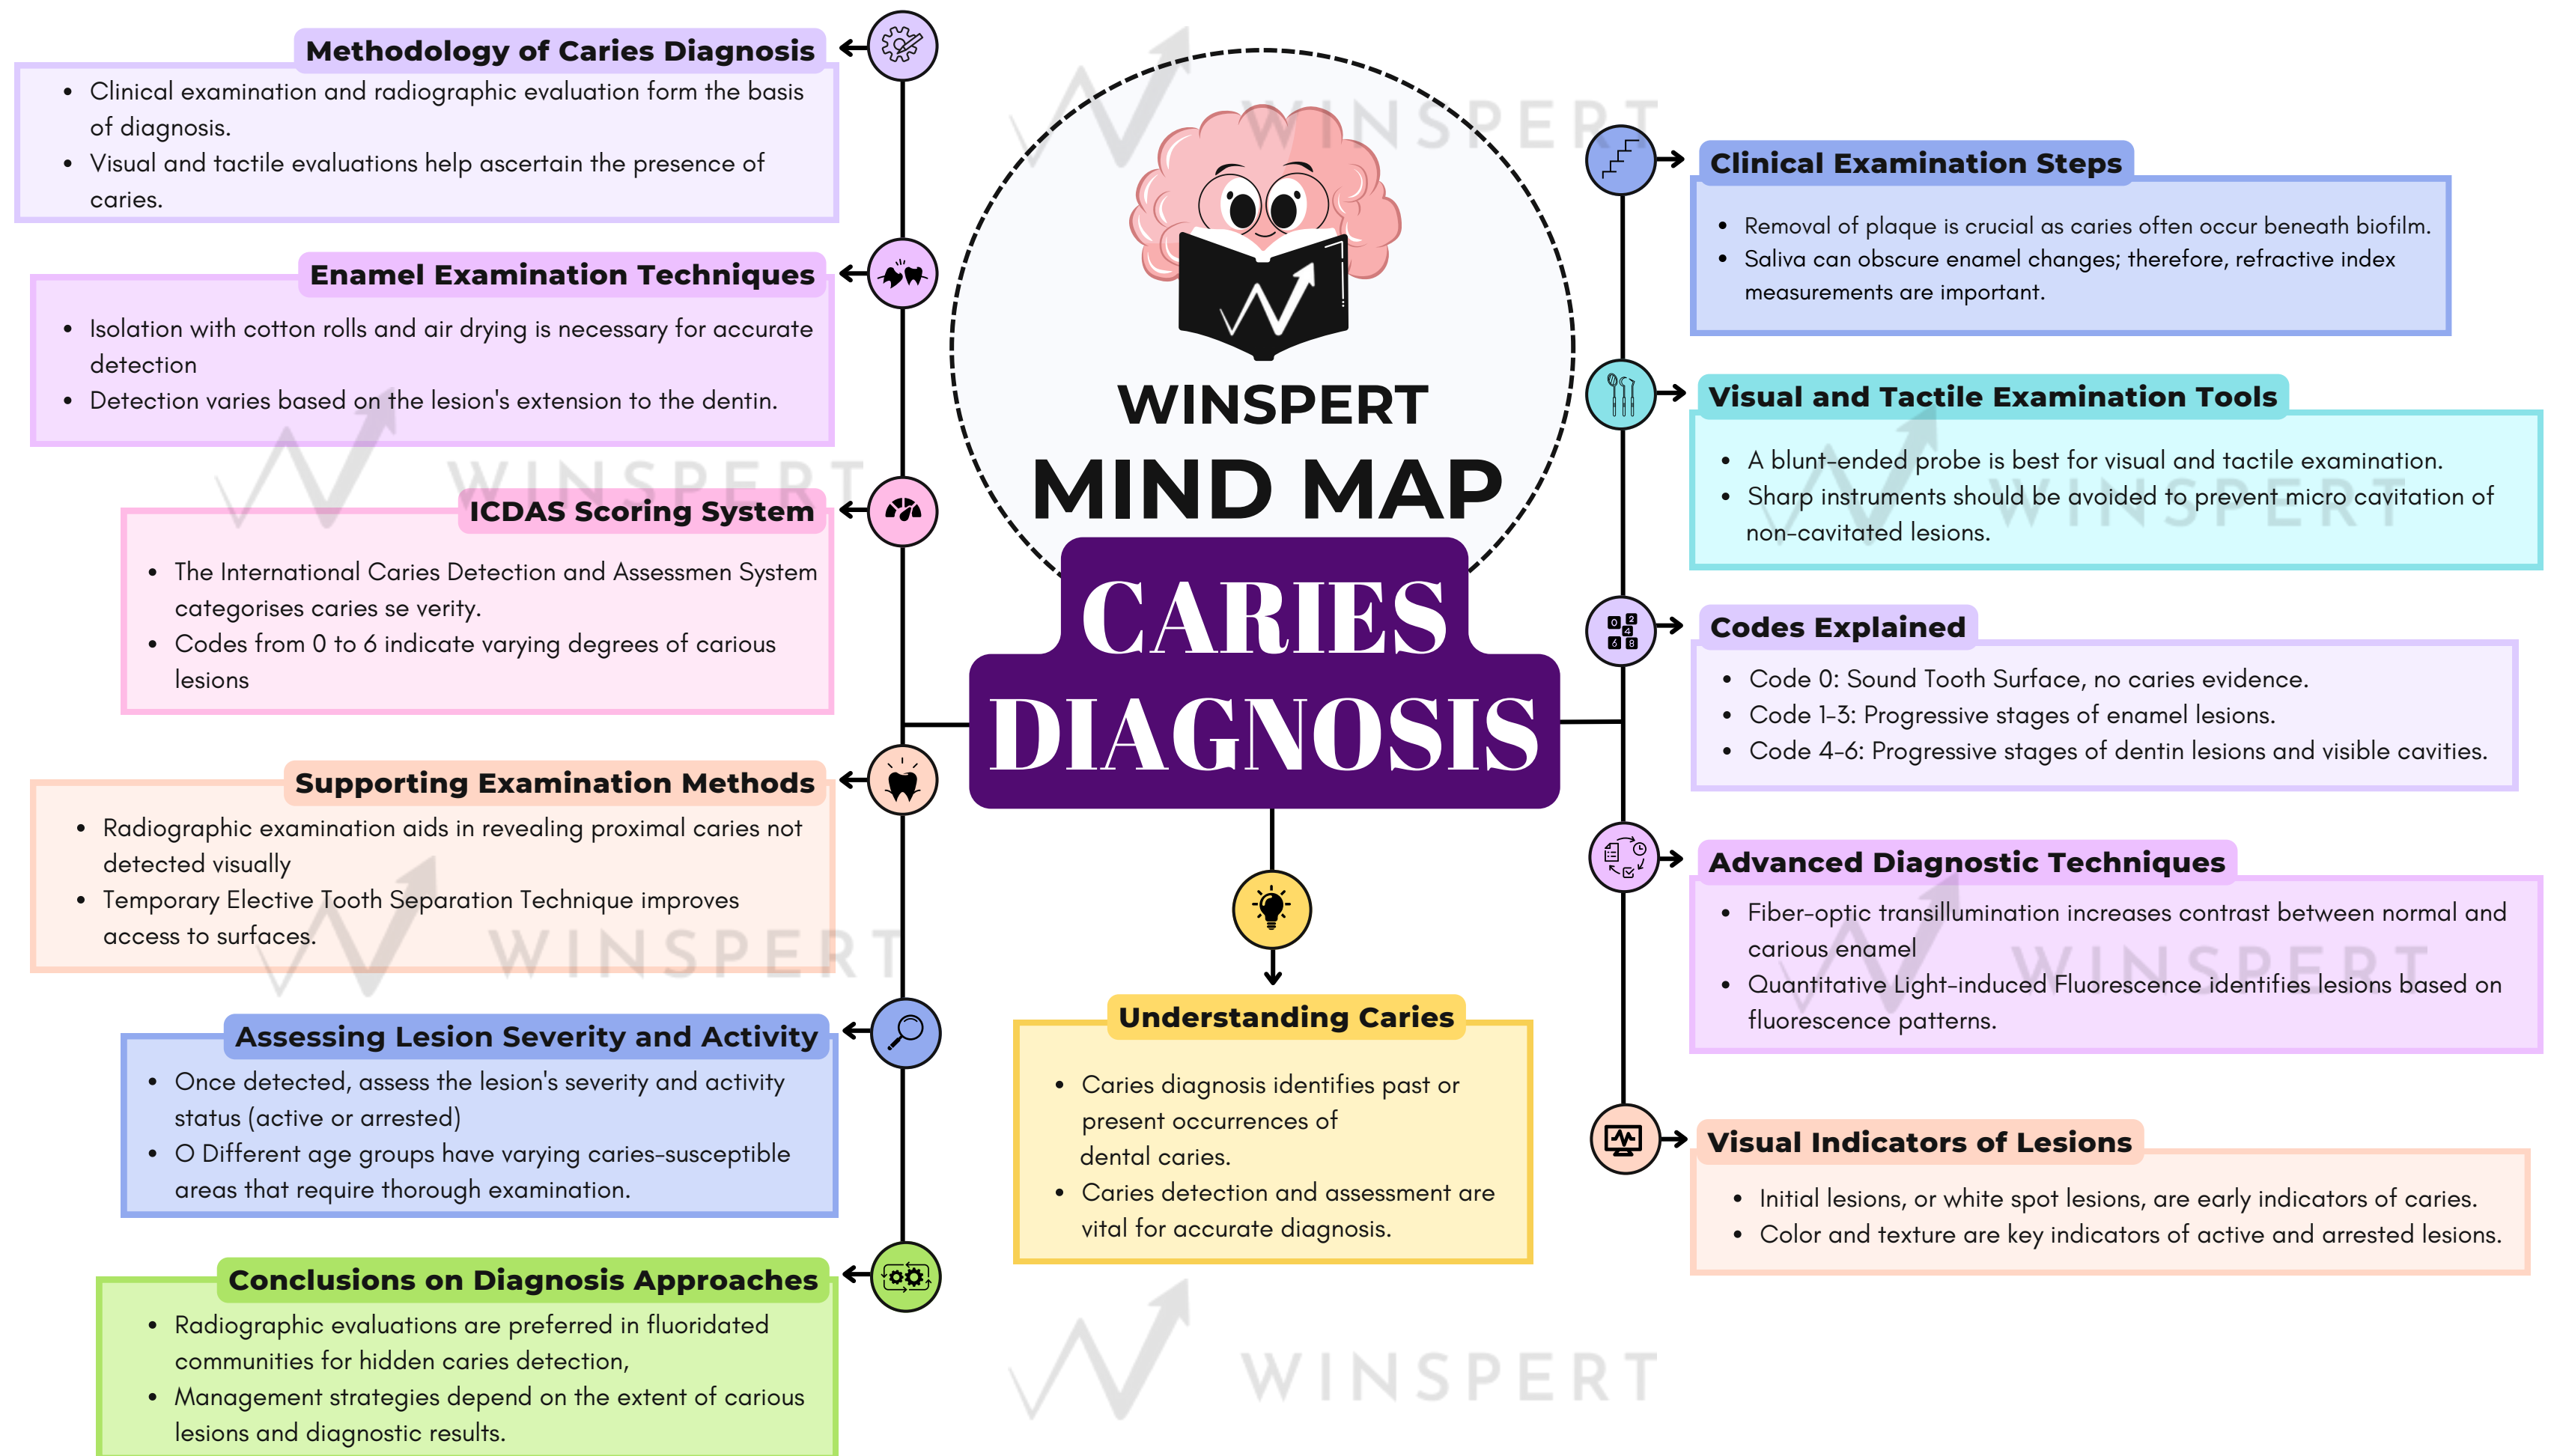 WINSPERT
MIND MAP
CARIES
DIAGNOSIS
Methodology of Caries Diagnosis
• Clinical examination and radiographic evaluation form the basis
of diagnosis.
• Visual and tactile evaluations help ascertain the presence of
caries.
Enamel Examination Techniques
• Isolation with cotton rolls and air drying is necessary for accurate
detection
• Detection varies based on the lesion's extension to the dentin.
ICDAS Scoring System
• The International Caries Detection and Assessmen System
categorises caries se verity.
• Codes from 0 to 6 indicate varying degrees of carious
lesions
Supporting Examination Methods
• Radiographic examination aids in revealing proximal caries not
detected visually
• Temporary Elective Tooth Separation Technique improves
access to surfaces.
Assessing Lesion Severity and Activity
• Once detected, assess the lesion's severity and activity
status (active or arrested)
• O Different age groups have varying caries-susceptible
areas that require thorough examination.
Conclusions on Diagnosis Approaches
• Radiographic evaluations are preferred in fluoridated
communities for hidden caries detection,
• Management strategies depend on the extent of carious
lesions and diagnostic results.
Understanding Caries
• Caries diagnosis identifies past or
present occurrences of
dental caries.
• Caries detection and assessment are
vital for accurate diagnosis.
Clinical Examination Steps
• Removal of plaque is crucial as caries often occur beneath biofilm.
• Saliva can obscure enamel changes; therefore, refractive index
measurements are important.
Visual and Tactile Examination Tools
• A blunt-ended probe is best for visual and tactile examination.
• Sharp instruments should be avoided to prevent micro cavitation of
non-cavitated lesions.
0 2
4
6 8
Codes Explained
• Code 0: Sound Tooth Surface, no caries evidence.
• Code 1-3: Progressive stages of enamel lesions.
• Code 4-6: Progressive stages of dentin lesions and visible cavities.
Advanced Diagnostic Techniques
• Fiber-optic transillumination increases contrast between normal and
carious enamel
• Quantitative Light-induced Fluorescence identifies lesions based on
fluorescence patterns.
Visual Indicators of Lesions
• Initial lesions, or white spot lesions, are early indicators of caries.
• Color and texture are key indicators of active and arrested lesions.
WINSPERT
WINSPERT
WINSPERT
WINSPERT
WINSPERT
WINSPERT